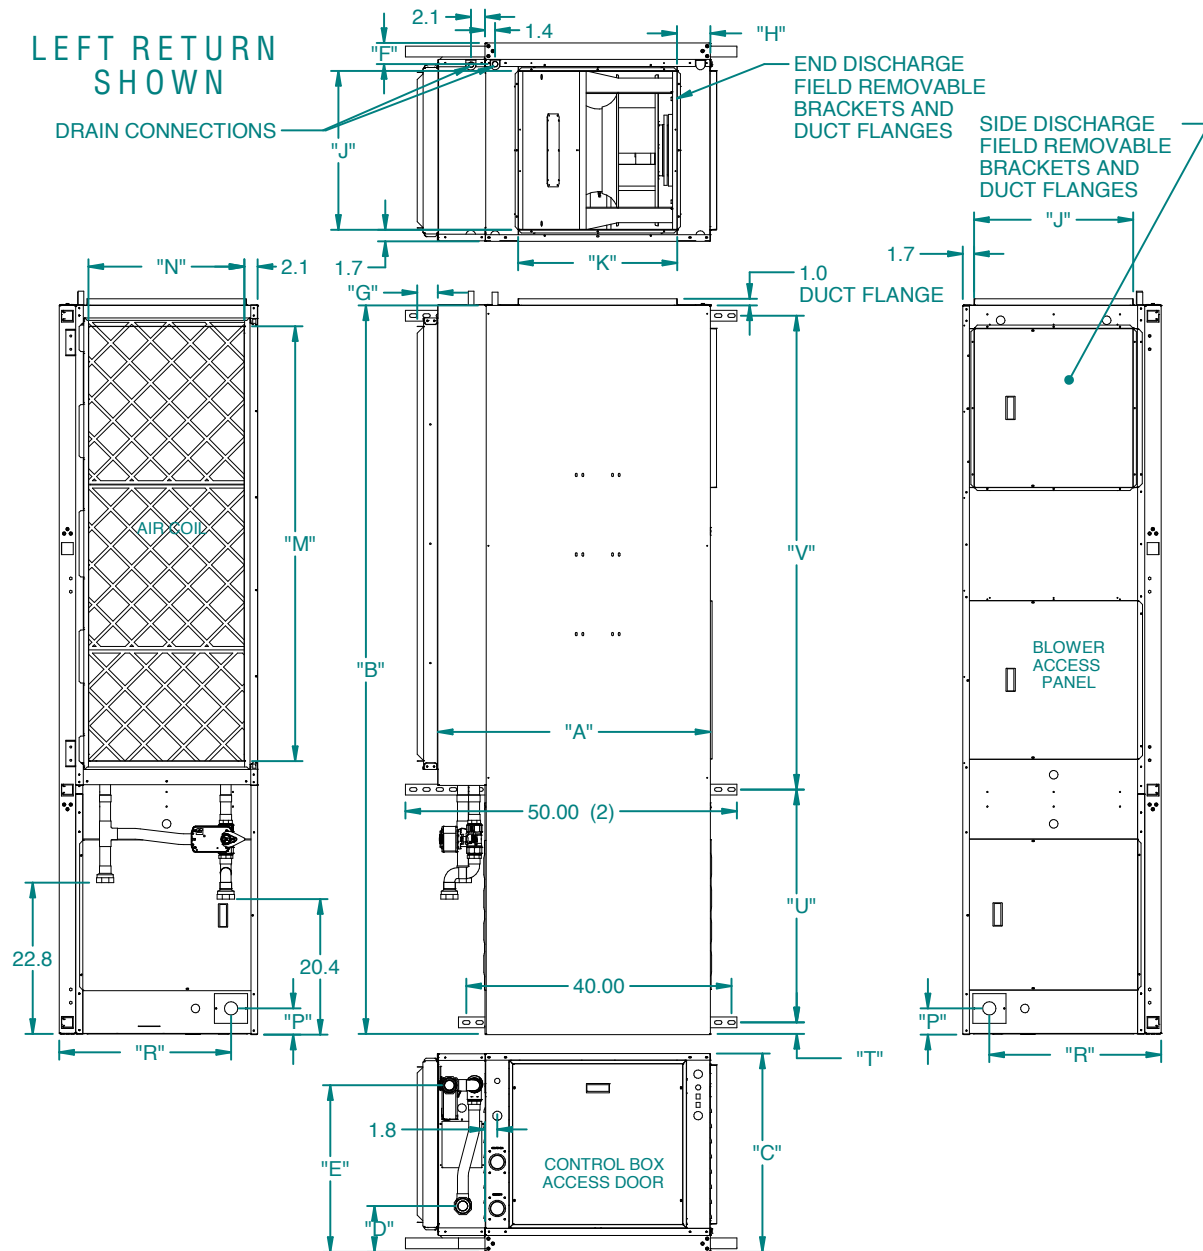 LEFT RETURN
SHOWN
2.1
1.4
"F"
"H"
DRAIN CONNECTIONS
"J"
END DISCHARGE
FIELD REMOVABLE
BRACKETS AND
DUCT FLANGES
SIDE DISCHARGE
FIELD REMOVABLE
BRACKETS AND
DUCT FLANGES
"J"
1.7
"K"
1.7
"N"
2.1
"G"
1.0
DUCT FLANGE
AIR COIL
"M"
"B"
"A"
"V"
BLOWER
ACCESS
PANEL
50.00 (2)
"U"
22.8
20.4
40.00
"P"
"R"
"T"
"P"
"R"
1.8
"E"
"D"
CONTROL BOX
ACCESS DOOR
"C"